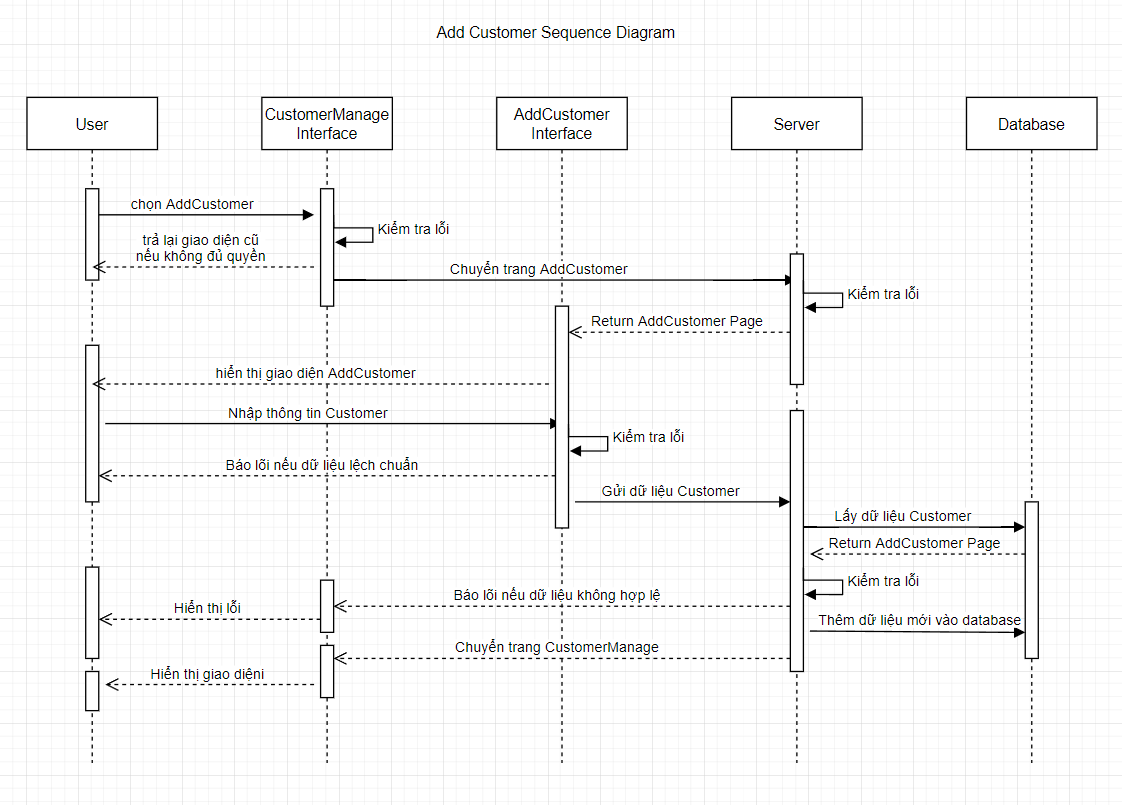 Add Customer Sequence Diagram
User
CustomerManage
Interface
AddCustomer
Interface
Server
Database
chọn AddCustomer
Kiểm tra lỗi
trả lại giao diện cũ
nếu không đủ quyền
Chuyển trang AddCustomer
Kiểm tra lỗi
Return AddCustomer Page
hiển thị giao diện AddCustomer
Nhập thông tin Customer
Kiểm tra lỗi
Báo lõi nếu dữ liệu lệch chuẩn
Gửi dữ liệu Customer
Lấy dữ liệu Customer
Return AddCustomer Page
Kiểm tra lỗi
Báo lõi nếu dữ liệu không hợp lệ
Hiển thị lỗi
Thêm dữ liệu mới vào database
Chuyển trang CustomerManage
Hiển thị giao diệni